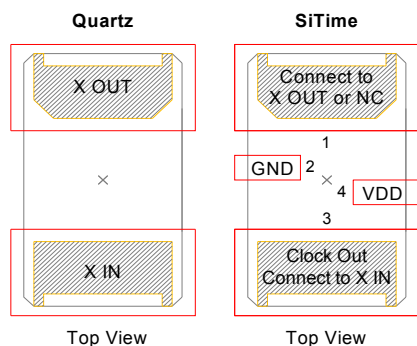 Quartz
SiTime
X OUT
Connect to
X OUT or NC
1
GND
2
4
VDD
3
X IN
Clock Out
Connect to X IN
Top View
Top View